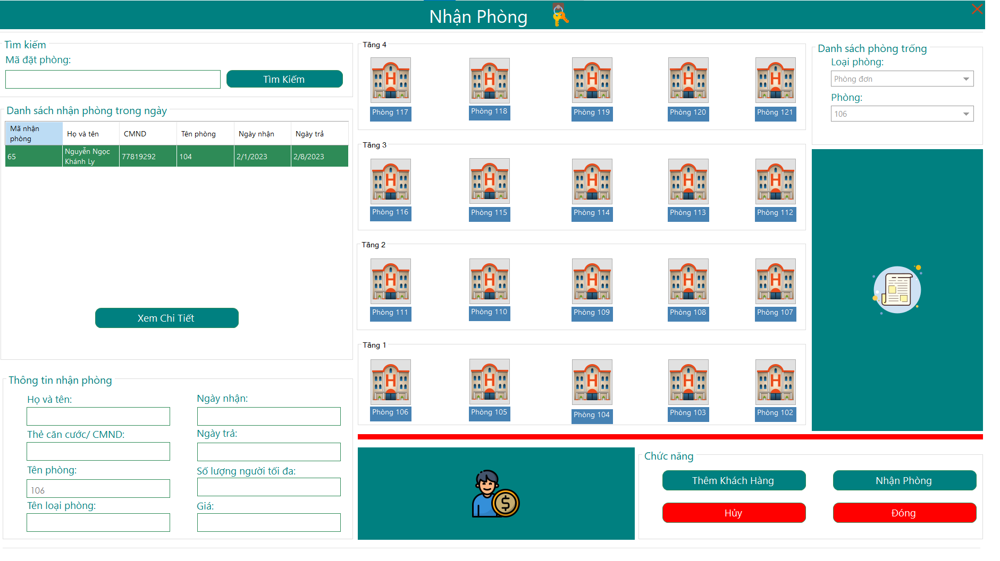 Nhận Phòng
Tìm kiếm
Mã đặt phòng:
Tìm Kiếm
Danh sách nhận phòng trong ngày
Mã nhận phòng Họ và tên CMND Tên phòng Ngày nhận Ngày trả
65 Nguyễn Ngọc Khánh Ly 77819292 104 2/1/2023 2/8/2023
Xem Chi Tiết
Thông tin nhận phòng
Họ và tên:
Ngày nhận:
Thẻ căn cước/ CMND:
Ngày trả:
Tên phòng:
106
Số lượng người tối đa:
Tên loại phòng:
Giá:
Tầng 4
H H H H H
Phòng 117 Phòng 118 Phòng 119 Phòng 120 Phòng 121
Tầng 3
H H H H H
Phòng 116 Phòng 115 Phòng 114 Phòng 113 Phòng 112
Tầng 2
H H H H H
Phòng 111 Phòng 110 Phòng 109 Phòng 108 Phòng 107
Tầng 1
H H H H H
Phòng 106 Phòng 105 Phòng 104 Phòng 103 Phòng 102
Danh sách phòng trống
Loại phòng:
Phòng đơn
Phòng:
106
$
Chức năng
Thêm Khách Hàng
Nhận Phòng
Hủy
Đóng